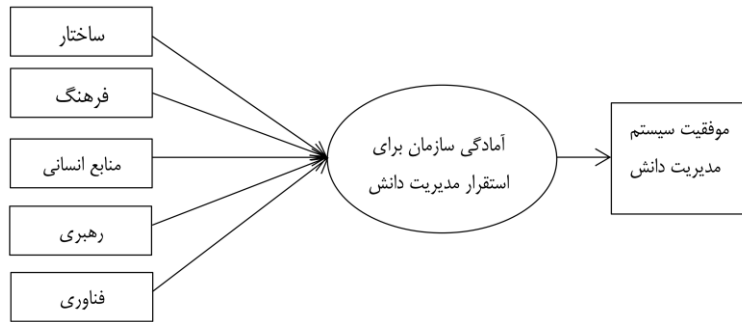 ساختار
فرهنگ
منابع انسانی
رهبری
فناوری
آمادگی سازمان برای
استقرار مدیریت دانش
موفقیت سیستم
مدیریت دانش